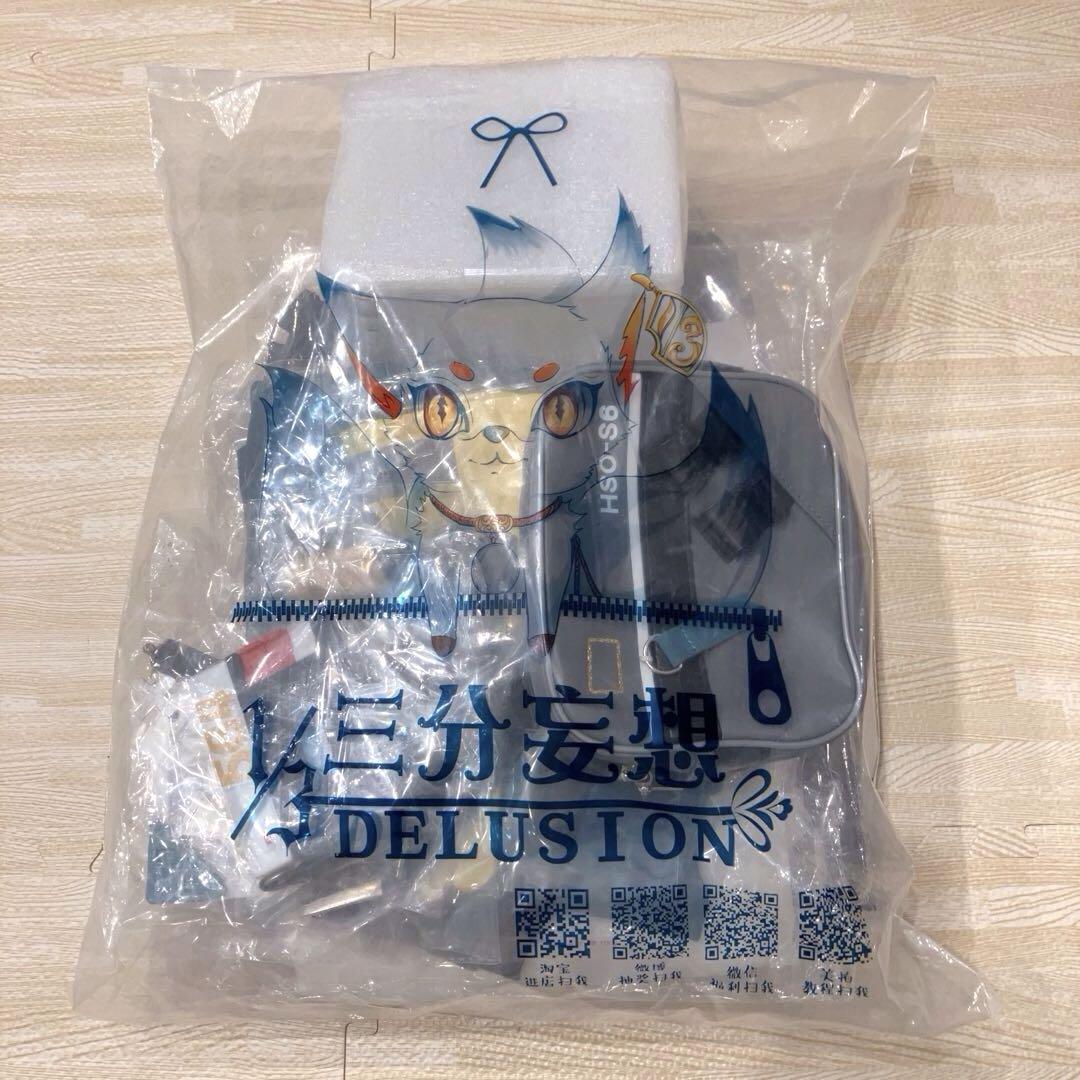 HSO-S6
1/3三分妄想
DELUSION
淘宝 微博 微信 美拍
进店扫我 抽奖扫我 福利扫我 教程扫我